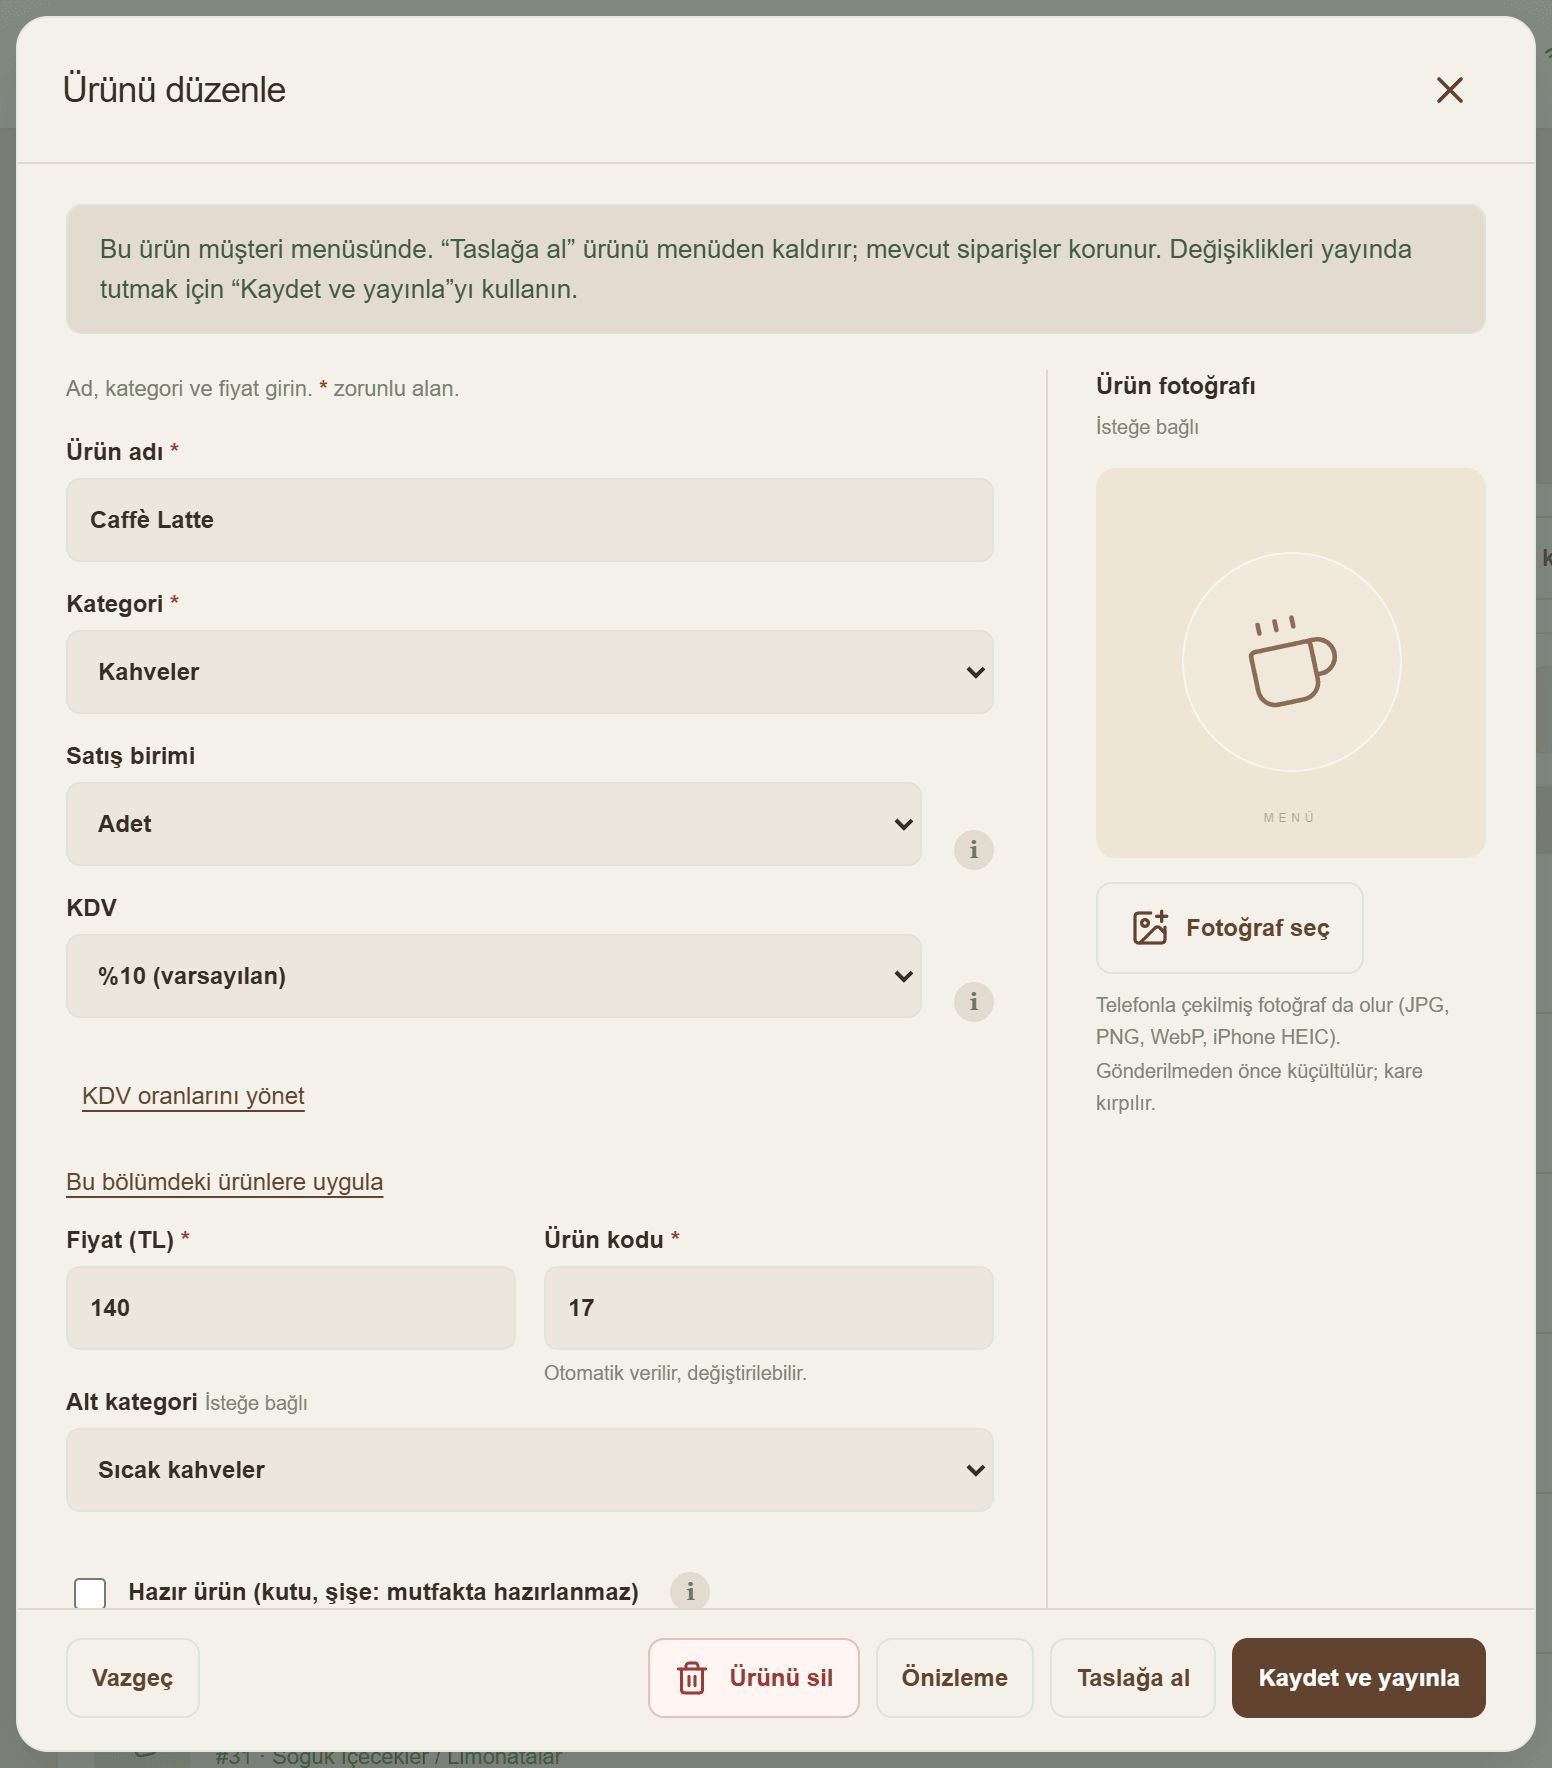 Ürünü düzenle
Bu ürün müşteri menüsünde. “Taslağa al” ürünü menüden kaldırır; mevcut siparişler korunur. Değişiklikleri yayında
tutmak için “Kaydet ve yayınla”yı kullanın.
Ad, kategori ve fiyat girin. * zorunlu alan.
Ürün adı *
Caffè Latte
Kategori *
Kahveler
Satış birimi
Adet
i
KDV
%10 (varsayılan)
i
KDV oranlarını yönet
Bu bölümdeki ürünlere uygula
Fiyat (TL) *
140
Ürün kodu *
17
Otomatik verilir, değiştirilebilir.
Alt kategori İsteğe bağlı
Sıcak kahveler
Hazır ürün (kutu, şişe: mutfakta hazırlanmaz)
i
Ürün fotoğrafı
İsteğe bağlı
MENÜ
Fotoğraf seç
Telefonla çekilmiş fotoğraf da olur (JPG,
PNG, WebP, iPhone HEIC).
Gönderilmeden önce küçültülür; kare
kırpılır.
Vazgeç
Ürünü sil
Önizleme
Taslağa al
Kaydet ve yayınla
#31 · Soğuk İçecekler / Limonatalar